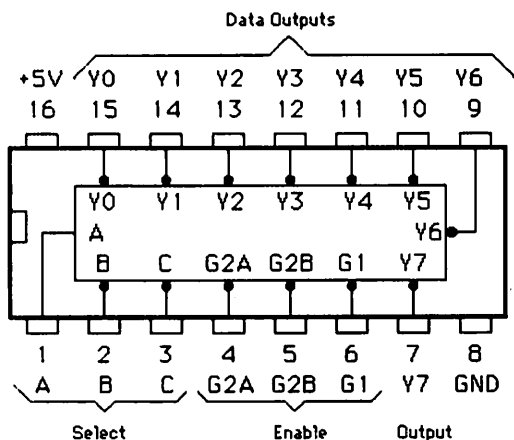 Data Outputs
+5V Y0 Y1 Y2 Y3 Y4 Y5 Y6
16 15 14 13 12 11 10 9
Y0 Y1 Y2 Y3 Y4 Y5
A Y6
B C G2A G2B G1 Y7
1 2 3 4 5 6 7 8
A B C G2A G2B G1 Y7 GND
Select Enable Output